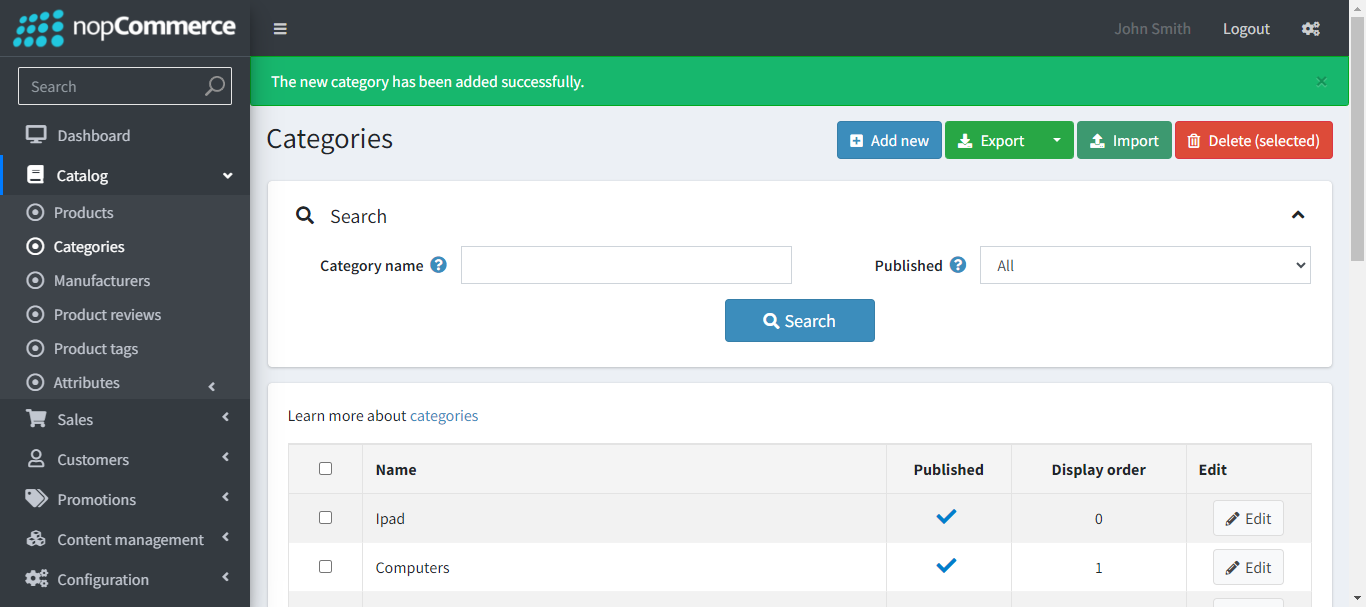 nopCommerce
John Smith
Logout
Search
The new category has been added successfully.
×
Dashboard
Catalog
Products
Categories
Manufacturers
Product reviews
Product tags
Attributes
Sales
Customers
Promotions
Content management
Configuration
Categories
Add new
Export
Import
Delete (selected)
Search
Category name ?
Published ?
All
Search
Learn more about categories
Name Published Display order Edit
Ipad 0 Edit
Computers 1 Edit